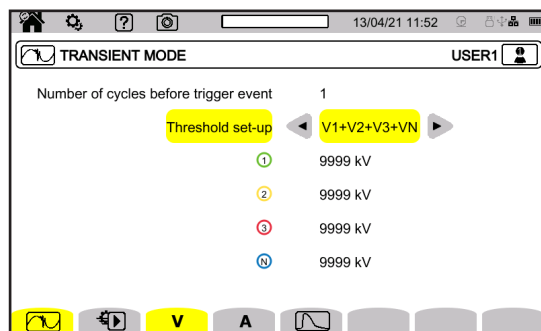 ?
13/04/21 11:52
TRANSIENT MODE
USER1
Number of cycles before trigger event 1
Threshold set-up V1+V2+V3+VN
1 9999 kV
2 9999 kV
3 9999 kV
N 9999 kV
V A